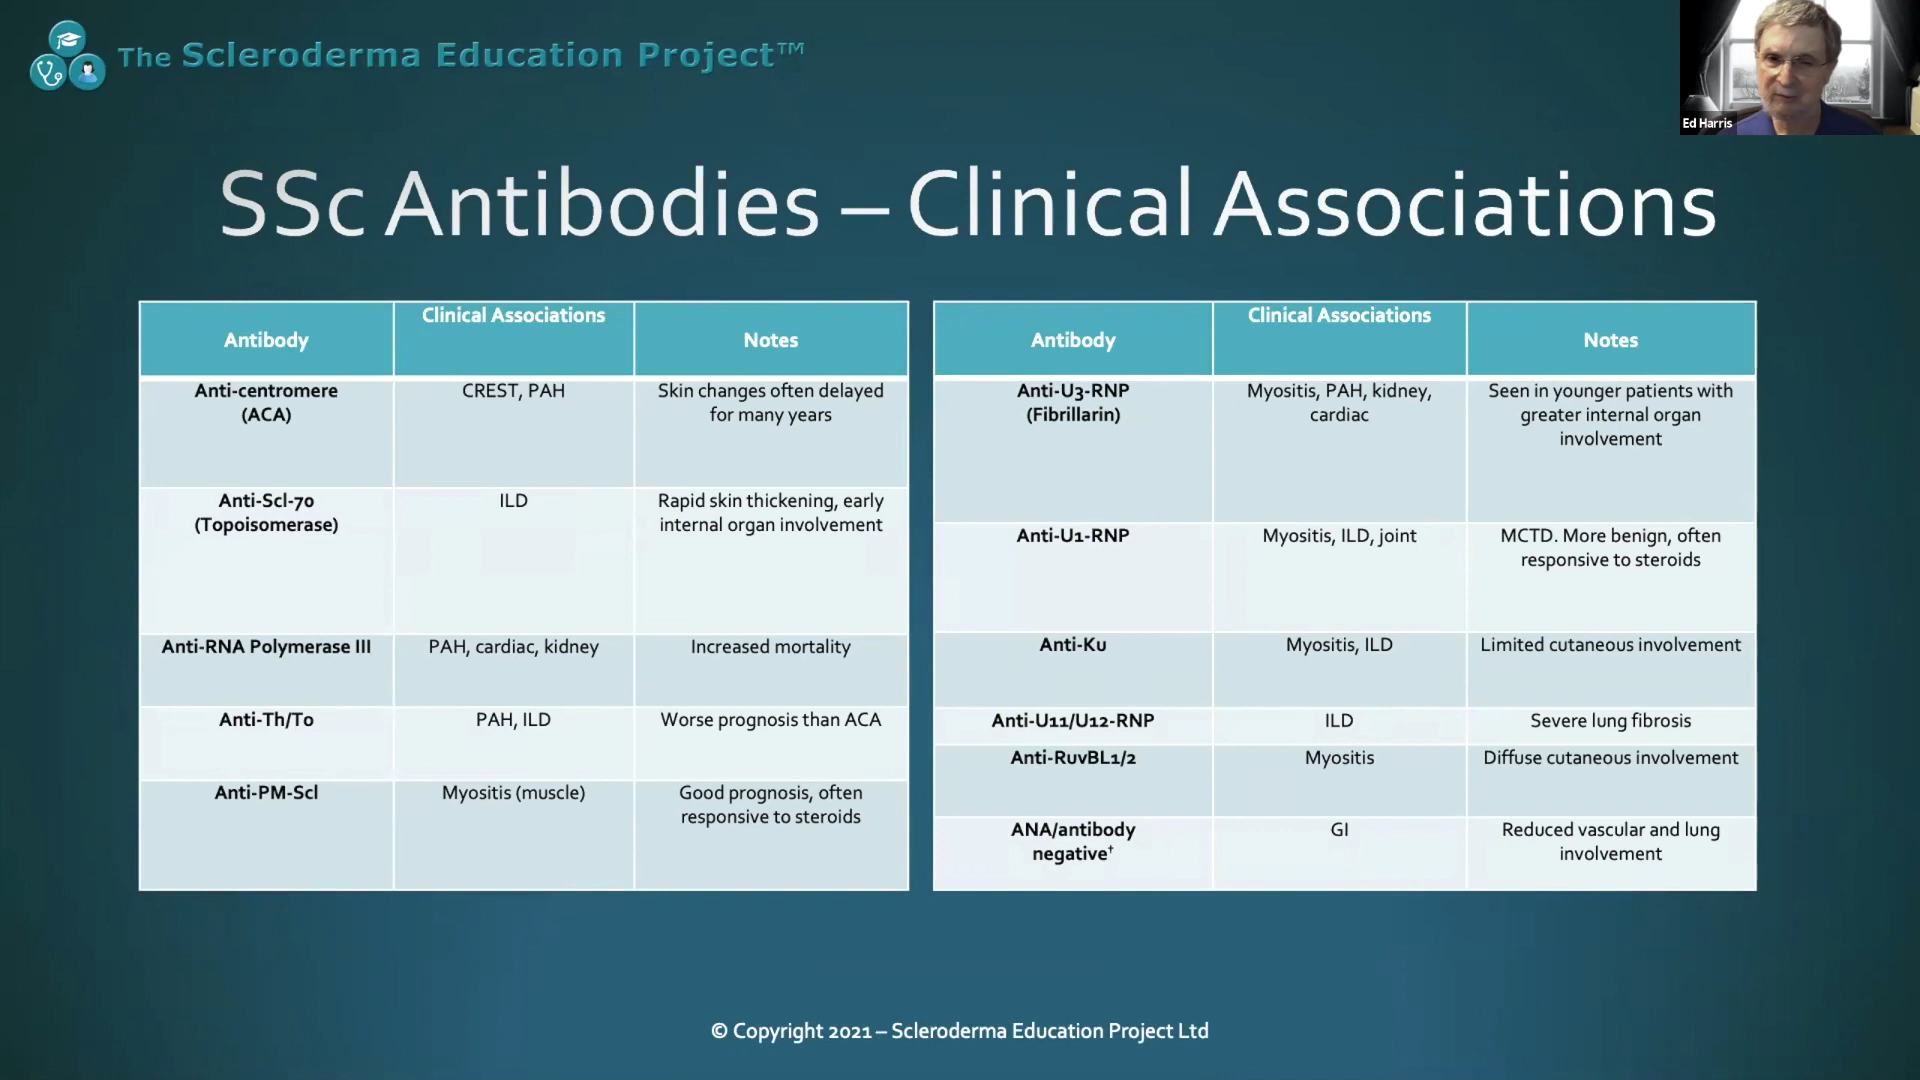 The Scleroderma Education Project™
Ed Harris
SSc Antibodies – Clinical Associations
Antibody
Clinical Associations
Notes
Anti-centromere
(ACA)
CREST, PAH
Skin changes often delayed
for many years
Anti-Scl-70
(Topoisomerase)
ILD
Rapid skin thickening, early
internal organ involvement
Anti-RNA Polymerase III
PAH, cardiac, kidney
Increased mortality
Anti-Th/To
PAH, ILD
Worse prognosis than ACA
Anti-PM-Scl
Myositis (muscle)
Good prognosis, often
responsive to steroids
Antibody
Clinical Associations
Notes
Anti-U3-RNP
(Fibrillarin)
Myositis, PAH, kidney,
cardiac
Seen in younger patients with
greater internal organ
involvement
Anti-U1-RNP
Myositis, ILD, joint
MCTD. More benign, often
responsive to steroids
Anti-Ku
Myositis, ILD
Limited cutaneous involvement
Anti-U11/U12-RNP
ILD
Severe lung fibrosis
Anti-RuvBL1/2
Myositis
Diffuse cutaneous involvement
ANA/antibody
negative†
GI
Reduced vascular and lung
involvement
© Copyright 2021 – Scleroderma Education Project Ltd